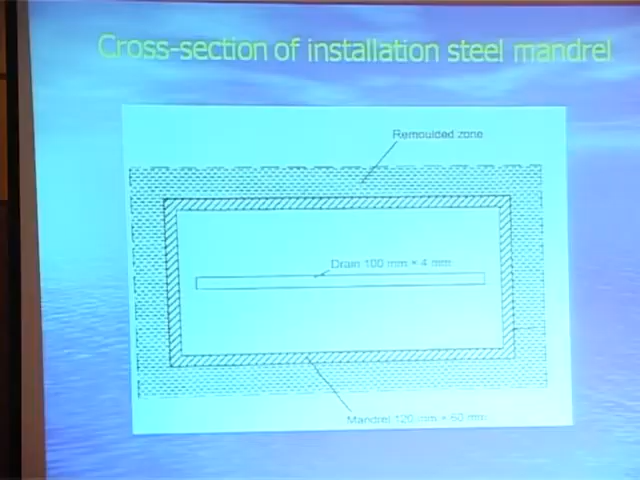 Cross-section of installation steel mandrel
Remoulded zone
Drain 100 mm × 4 mm
Mandrel 120 mm × 60 mm